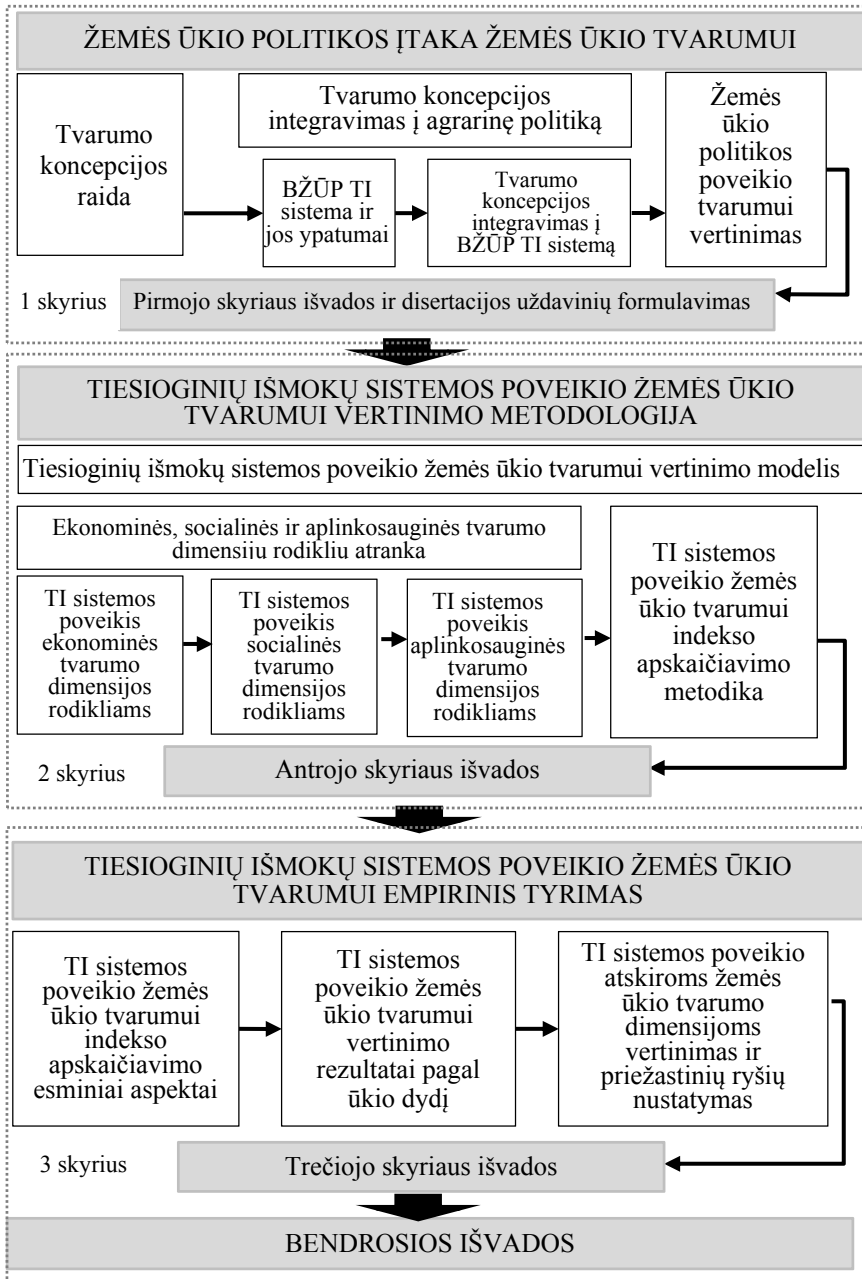 ŽEMĖS ŪKIO POLITIKOS ĮTAKA ŽEMĖS ŪKIO TVARUMUI
Tvarumo
koncepcijos
raida
Tvarumo koncepcijos
integravimas į agrarinę politiką
BŽŪP TI
sistema ir
jos ypatumai
Tvarumo
koncepcijos
integravimas į
BŽŪP TI sistemą
Žemės
ūkio
politikos
poveikio
tvarumui
vertinimas
1 skyrius
Pirmojo skyriaus išvados ir disertacijos uždavinių formulavimas
TIESIOGINIŲ IŠMOKŲ SISTEMOS POVEIKIO ŽEMĖS ŪKIO
TVARUMUI VERTINIMO METODOLOGIJA
Tiesioginių išmokų sistemos poveikio žemės ūkio tvarumui vertinimo modelis
Ekonominės, socialinės ir aplinkosauginės tvarumo
dimensiju rodikliu atranka
TI sistemos
poveikis
ekonominės
tvarumo
dimensijos
rodikliams
TI sistemos
poveikis
socialinės
tvarumo
dimensijos
rodikliams
TI sistemos
poveikis
aplinkosauginės
tvarumo
dimensijos
rodikliams
TI sistemos
poveikio žemės
ūkio tvarumui
indekso
apskaičiavimo
metodika
2 skyrius
Antrojo skyriaus išvados
TIESIOGINIŲ IŠMOKŲ SISTEMOS POVEIKIO ŽEMĖS ŪKIO
TVARUMUI EMPIRINIS TYRIMAS
TI sistemos
poveikio žemės
ūkio tvarumui
indekso
apskaičiavimo
esminiai aspektai
TI sistemos
poveikio žemės
ūkio tvarumui
vertinimo
rezultatai pagal
ūkio dydį
TI sistemos poveikio
atskiroms žemės
ūkio tvarumo
dimensijoms
vertinimas ir
priežastinių ryšių
nustatymas
3 skyrius
Trečiojo skyriaus išvados
BENDROSIOS IŠVADOS